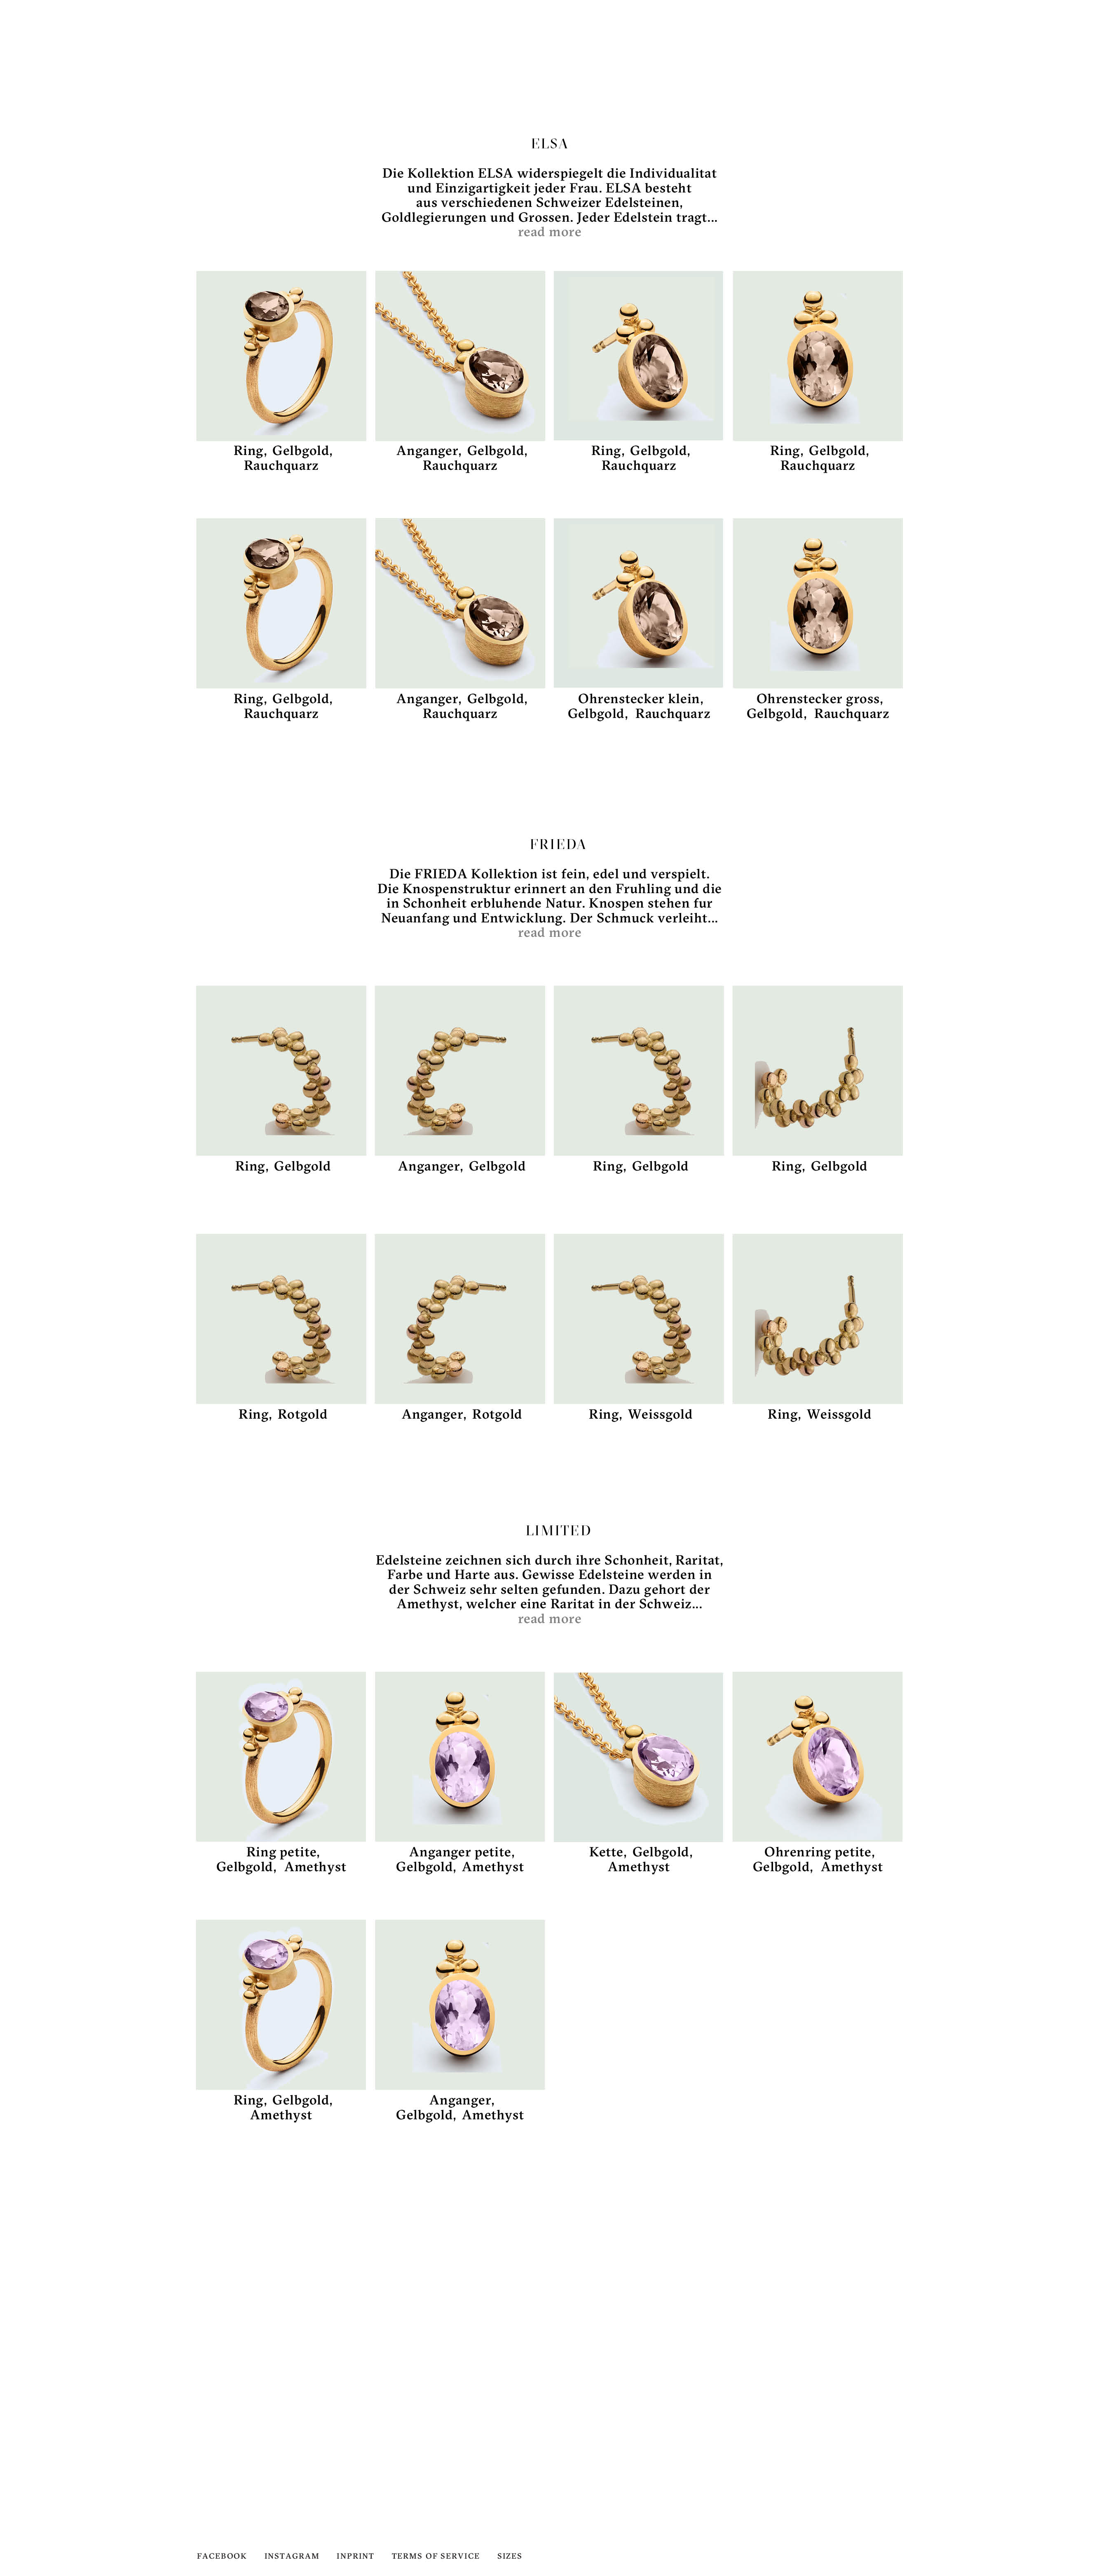 ELSA
Die Kollektion ELSA widerspiegelt die Individualitat
und Einzigartigkeit jeder Frau. ELSA besteht
aus verschiedenen Schweizer Edelsteinen,
Goldlegierungen und Grossen. Jeder Edelstein tragt...
read more
Ring, Gelbgold,
Rauchquarz
Anganger, Gelbgold,
Rauchquarz
Ring, Gelbgold,
Rauchquarz
Ring, Gelbgold,
Rauchquarz
Ring, Gelbgold,
Rauchquarz
Anganger, Gelbgold,
Rauchquarz
Ohrenstecker klein,
Gelbgold, Rauchquarz
Ohrenstecker gross,
Gelbgold, Rauchquarz
FRIEDA
Die FRIEDA Kollektion ist fein, edel und verspielt.
Die Knospenstruktur erinnert an den Fruhling und die
in Schonheit erbluhende Natur. Knospen stehen fur
Neuanfang und Entwicklung. Der Schmuck verleiht...
read more
Ring, Gelbgold
Anganger, Gelbgold
Ring, Gelbgold
Ring, Gelbgold
Ring, Rotgold
Anganger, Rotgold
Ring, Weissgold
Ring, Weissgold
LIMITED
Edelsteine zeichnen sich durch ihre Schonheit, Raritat,
Farbe und Harte aus. Gewisse Edelsteine werden in
der Schweiz sehr selten gefunden. Dazu gehort der
Amethyst, welcher eine Raritat in der Schweiz...
read more
Ring petite,
Gelbgold, Amethyst
Anganger petite,
Gelbgold, Amethyst
Kette, Gelbgold,
Amethyst
Ohrenring petite,
Gelbgold, Amethyst
Ring, Gelbgold,
Amethyst
Anganger,
Gelbgold, Amethyst
FACEBOOK INSTAGRAM INPRINT TERMS OF SERVICE SIZES